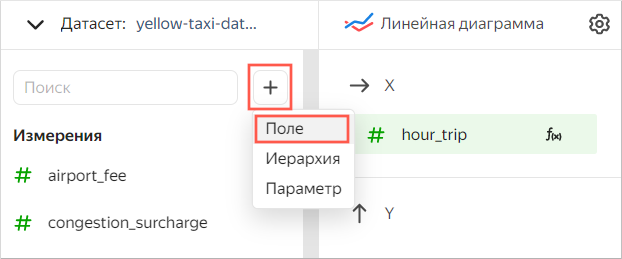 Датасет: yellow-taxi-dat...
Линейная диаграмма
Поиск
+
X
Поле
hour_trip
f(x)
Измерения
Иерархия
# airport_fee
Параметр
Y
# congestion_surcharge